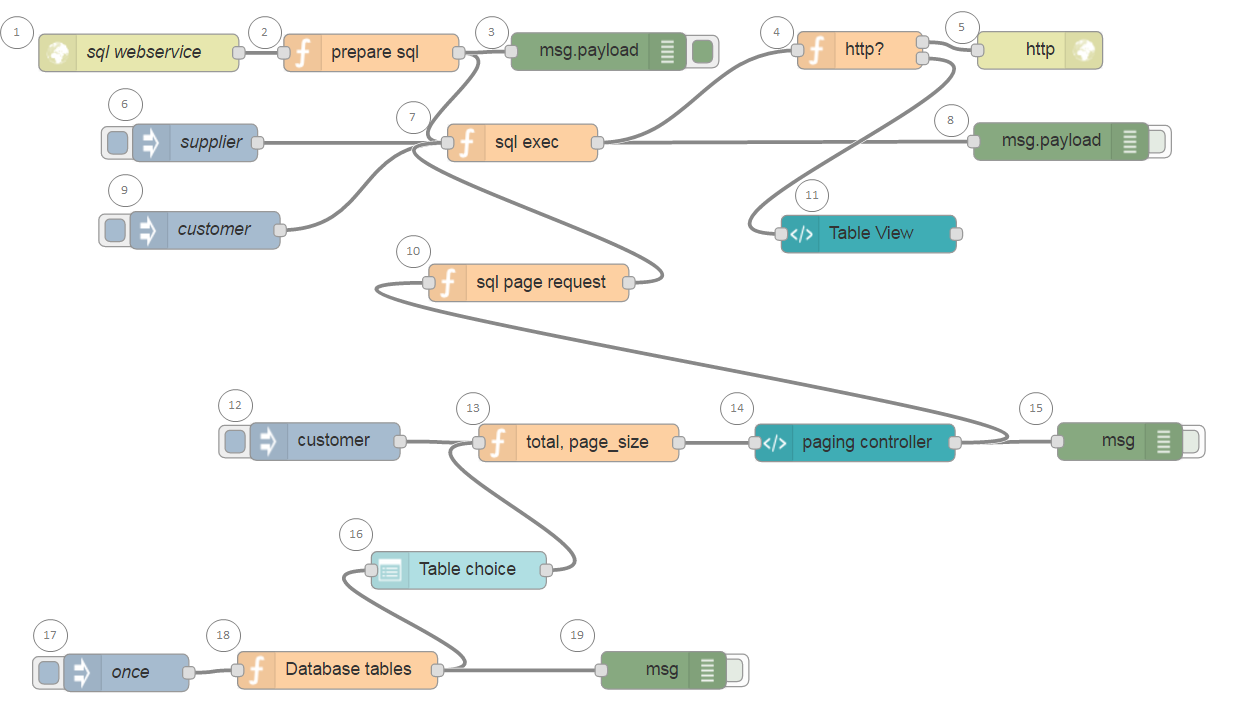 1
sql webservice
2
prepare sql
3
msg.payload
4
http?
5
http
6
supplier
7
sql exec
8
msg.payload
9
customer
10
sql page request
11
Table View
12
customer
13
total, page_size
14
paging controller
15
msg
16
Table choice
17
once
18
Database tables
19
msg